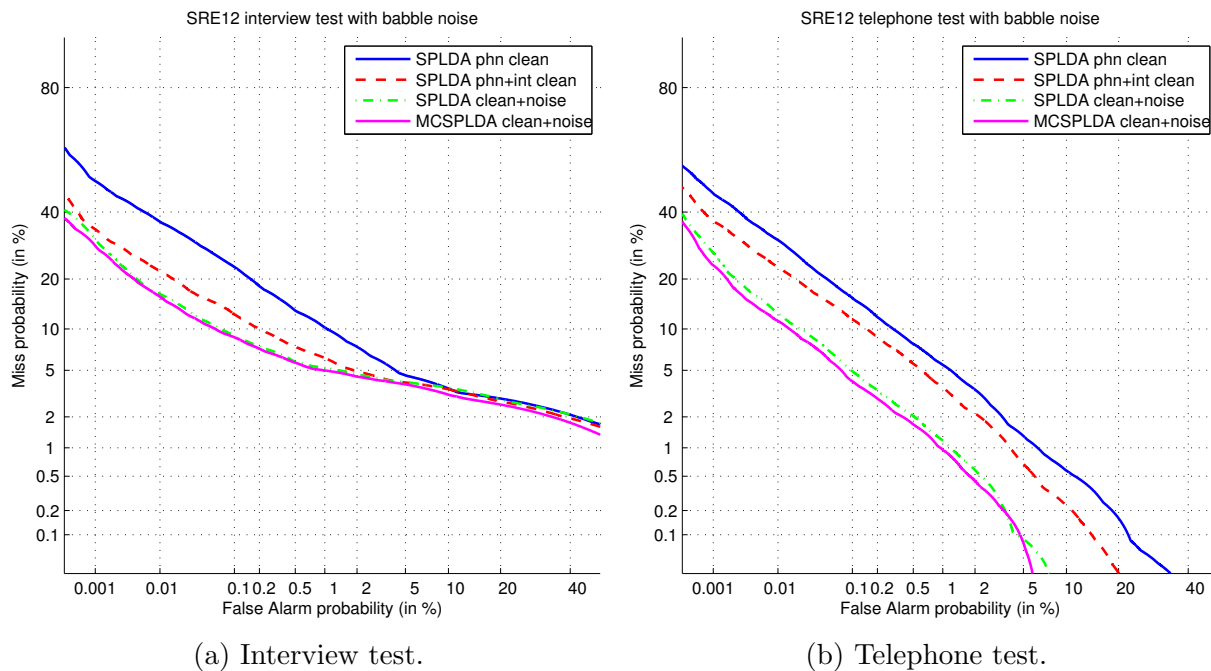 SRE12 interview test with babble noise
SPLDA phn clean
SPLDA phn+int clean
SPLDA clean+noise
MCSPLDA clean+noise
Miss probability (in %)
80
40
20
10
5
2
1
0.5
0.2
0.1
0.001 0.01 0.1 0.2 0.5 1 2 5 10 20 40
False Alarm probability (in %)
(a) Interview test.
SRE12 telephone test with babble noise
SPLDA phn clean
SPLDA phn+int clean
SPLDA clean+noise
MCSPLDA clean+noise
Miss probability (in %)
80
40
20
10
5
2
1
0.5
0.2
0.1
0.001 0.01 0.1 0.2 0.5 1 2 5 10 20 40
False Alarm probability (in %)
(b) Telephone test.